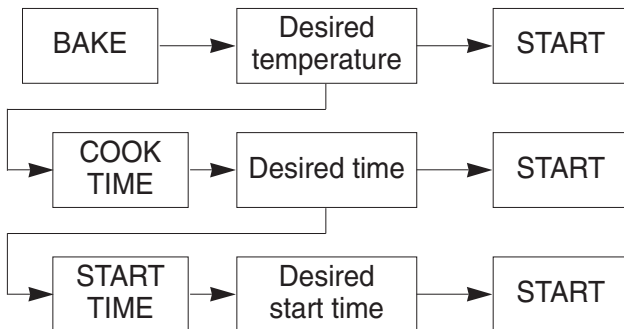 BAKE
Desired
temperature
START
COOK
TIME
Desired time
START
START
TIME
Desired
start time
START